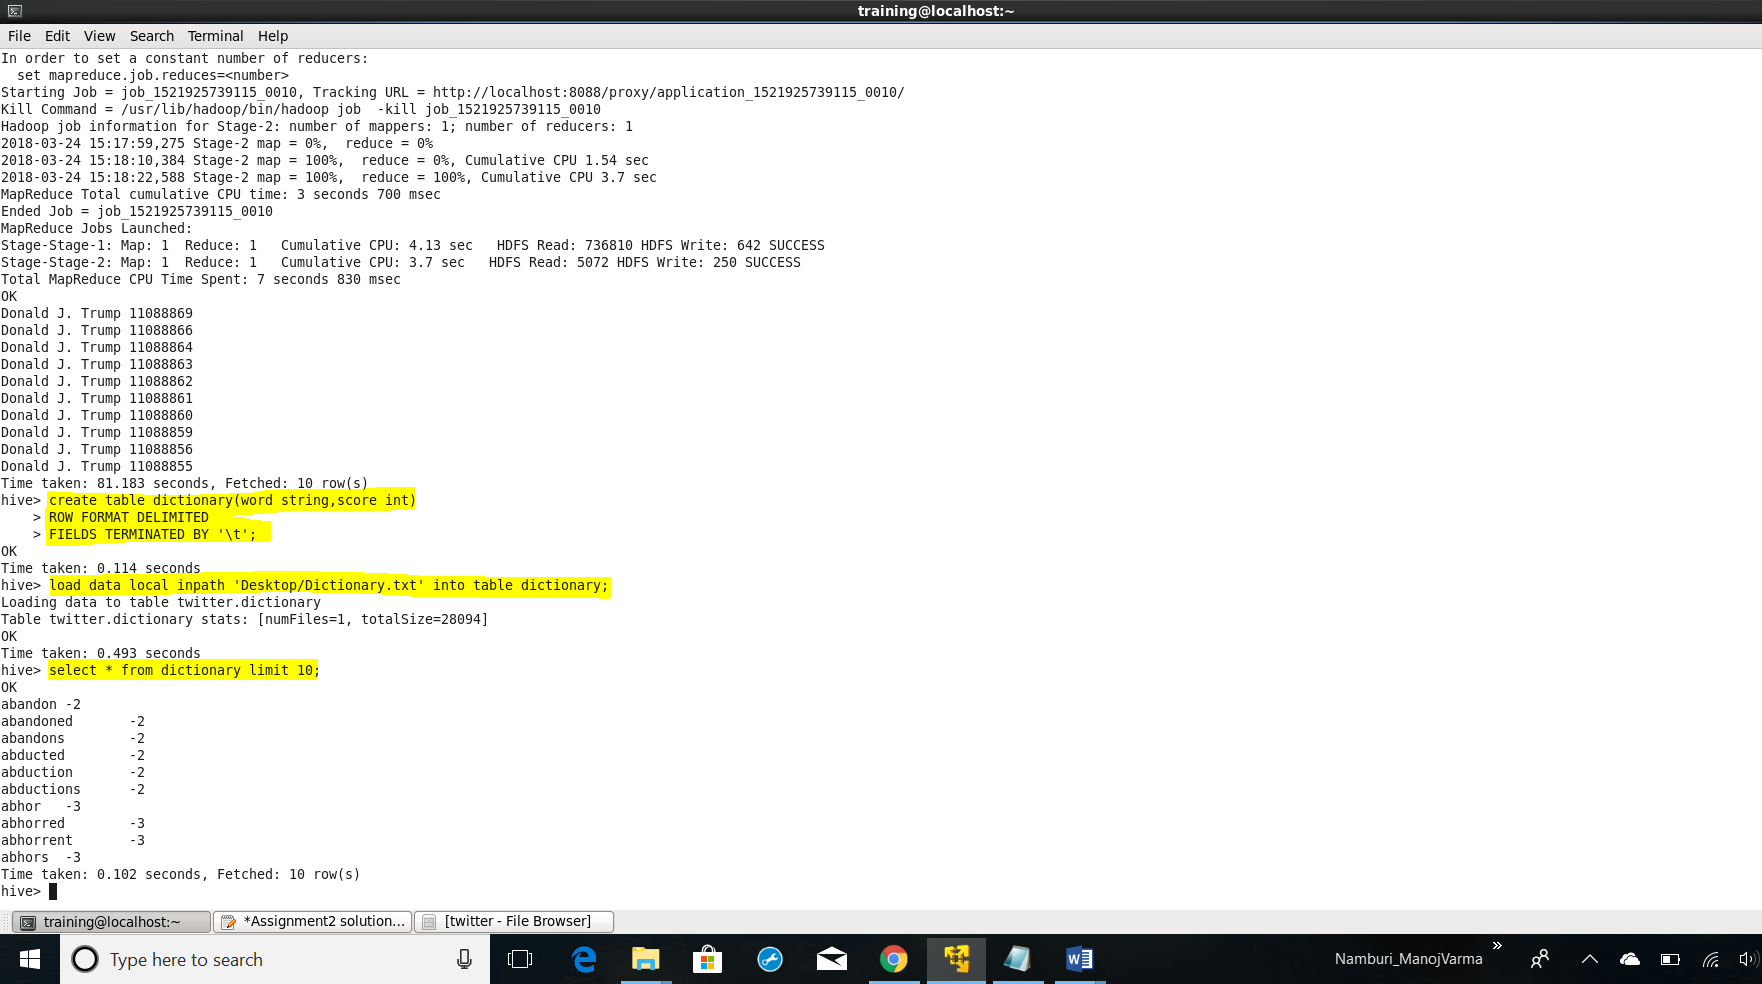 training@localhost:~
File Edit View Search Terminal Help
In order to set a constant number of reducers:
  set mapreduce.job.reduces=<number>
Starting Job = job_1521925739115_0010, Tracking URL = http://localhost:8088/proxy/application_1521925739115_0010/
Kill Command = /usr/lib/hadoop/bin/hadoop job  -kill job_1521925739115_0010
Hadoop job information for Stage-2: number of mappers: 1; number of reducers: 1
2018-03-24 15:17:59,275 Stage-2 map = 0%,  reduce = 0%
2018-03-24 15:18:10,384 Stage-2 map = 100%,  reduce = 0%, Cumulative CPU 1.54 sec
2018-03-24 15:18:22,588 Stage-2 map = 100%,  reduce = 100%, Cumulative CPU 3.7 sec
MapReduce Total cumulative CPU time: 3 seconds 700 msec
Ended Job = job_1521925739115_0010
MapReduce Jobs Launched:
Stage-Stage-1: Map: 1  Reduce: 1   Cumulative CPU: 4.13 sec   HDFS Read: 736810 HDFS Write: 642 SUCCESS
Stage-Stage-2: Map: 1  Reduce: 1   Cumulative CPU: 3.7 sec   HDFS Read: 5072 HDFS Write: 250 SUCCESS
Total MapReduce CPU Time Spent: 7 seconds 830 msec
OK
Donald J. Trump 11088869
Donald J. Trump 11088866
Donald J. Trump 11088864
Donald J. Trump 11088863
Donald J. Trump 11088862
Donald J. Trump 11088861
Donald J. Trump 11088860
Donald J. Trump 11088859
Donald J. Trump 11088856
Donald J. Trump 11088855
Time taken: 81.183 seconds, Fetched: 10 row(s)
hive> create table dictionary(word string,score int)
    > ROW FORMAT DELIMITED
    > FIELDS TERMINATED BY '\t';
OK
Time taken: 0.114 seconds
hive> load data local inpath 'Desktop/Dictionary.txt' into table dictionary;
Loading data to table twitter.dictionary
Table twitter.dictionary stats: [numFiles=1, totalSize=28094]
OK
Time taken: 0.493 seconds
hive> select * from dictionary limit 10;
OK
abandon -2
abandoned       -2
abandons        -2
abducted        -2
abduction       -2
abductions      -2
abhor   -3
abhorred        -3
abhorrent       -3
abhors  -3
Time taken: 0.102 seconds, Fetched: 10 row(s)
hive>
training@localhost:~ *Assignment2 solution... [twitter - File Browser]
Type here to search Namburi_ManojVarma